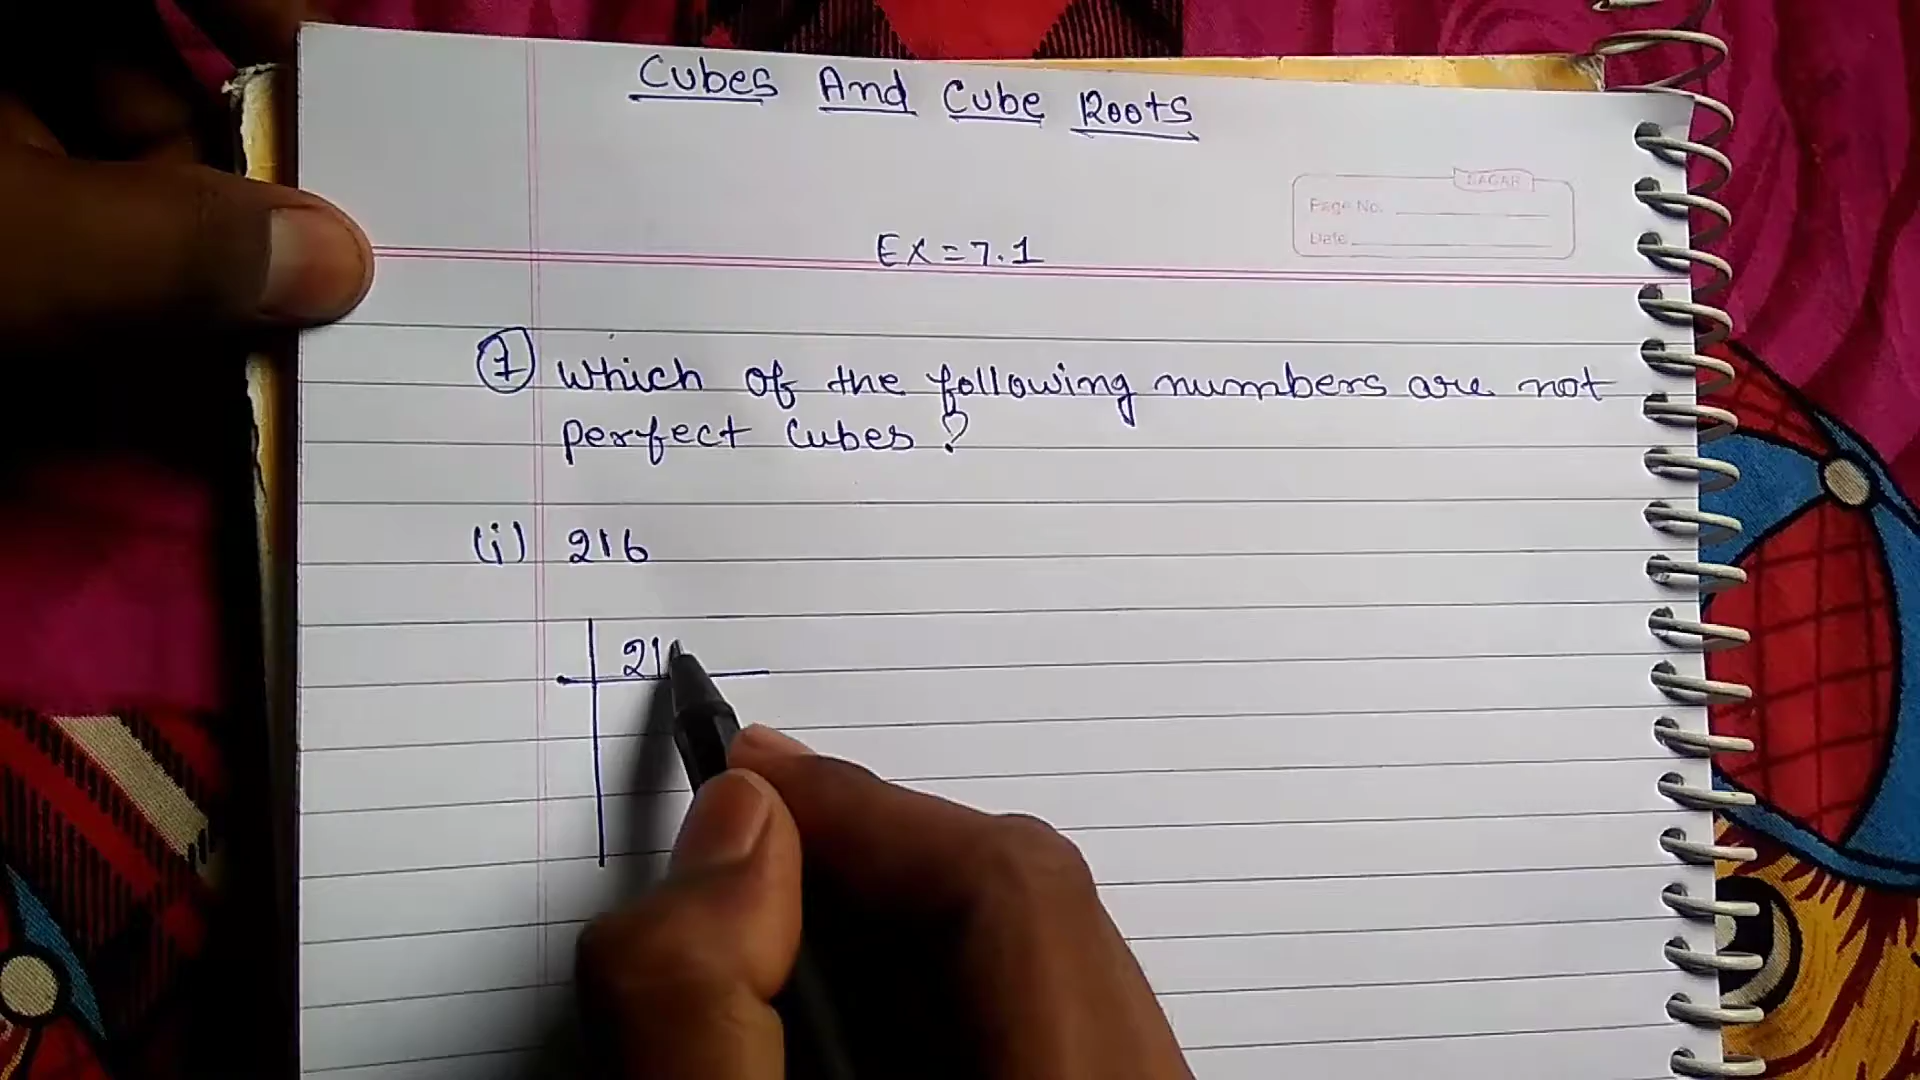 Cubes And Cube Roots
SAGAR
Page No.
Date
Ex = 7.1
1 Which of the following numbers are not
perfect cubes ?
(i) 216
21